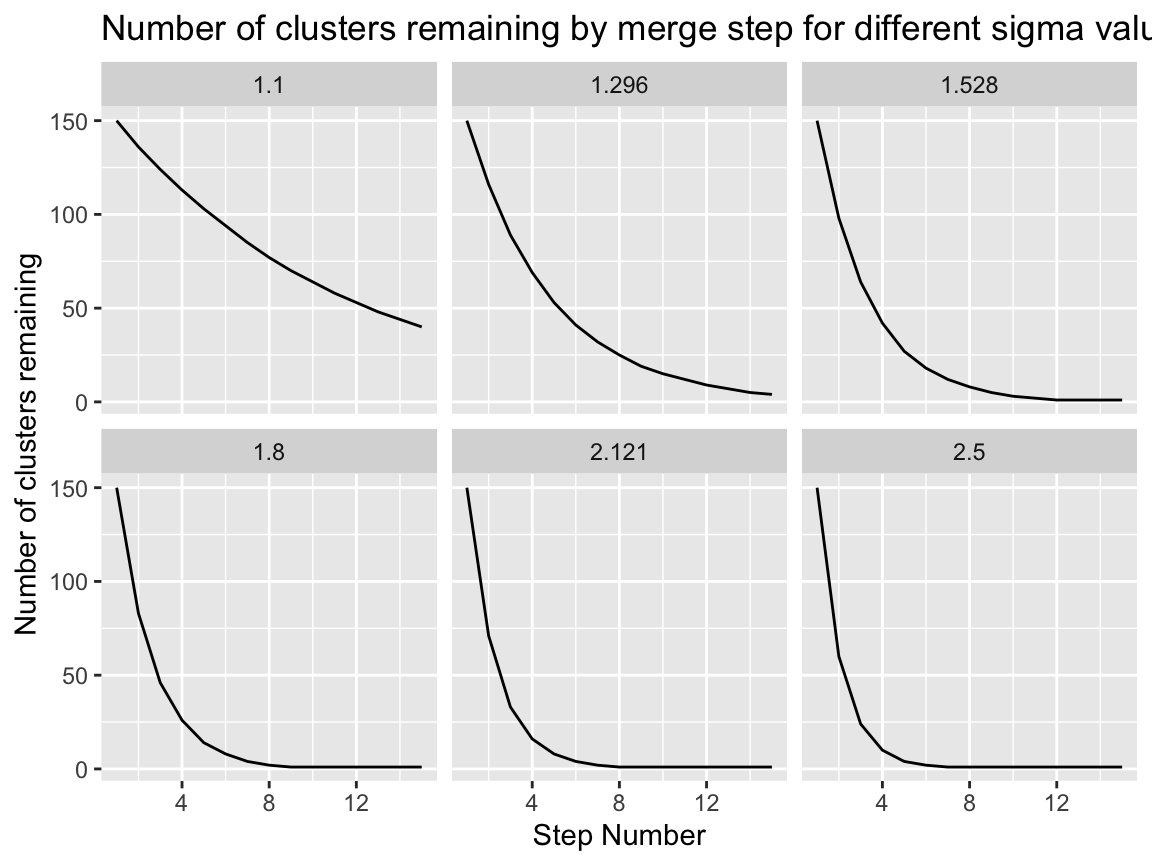 Number of clusters remaining by merge step for different sigma valu
1.1 1.296 1.528
150
100
50
0
1.8 2.121 2.5
150
100
50
0
4 8 12 4 8 12 4 8 12
Step Number
Number of clusters remaining